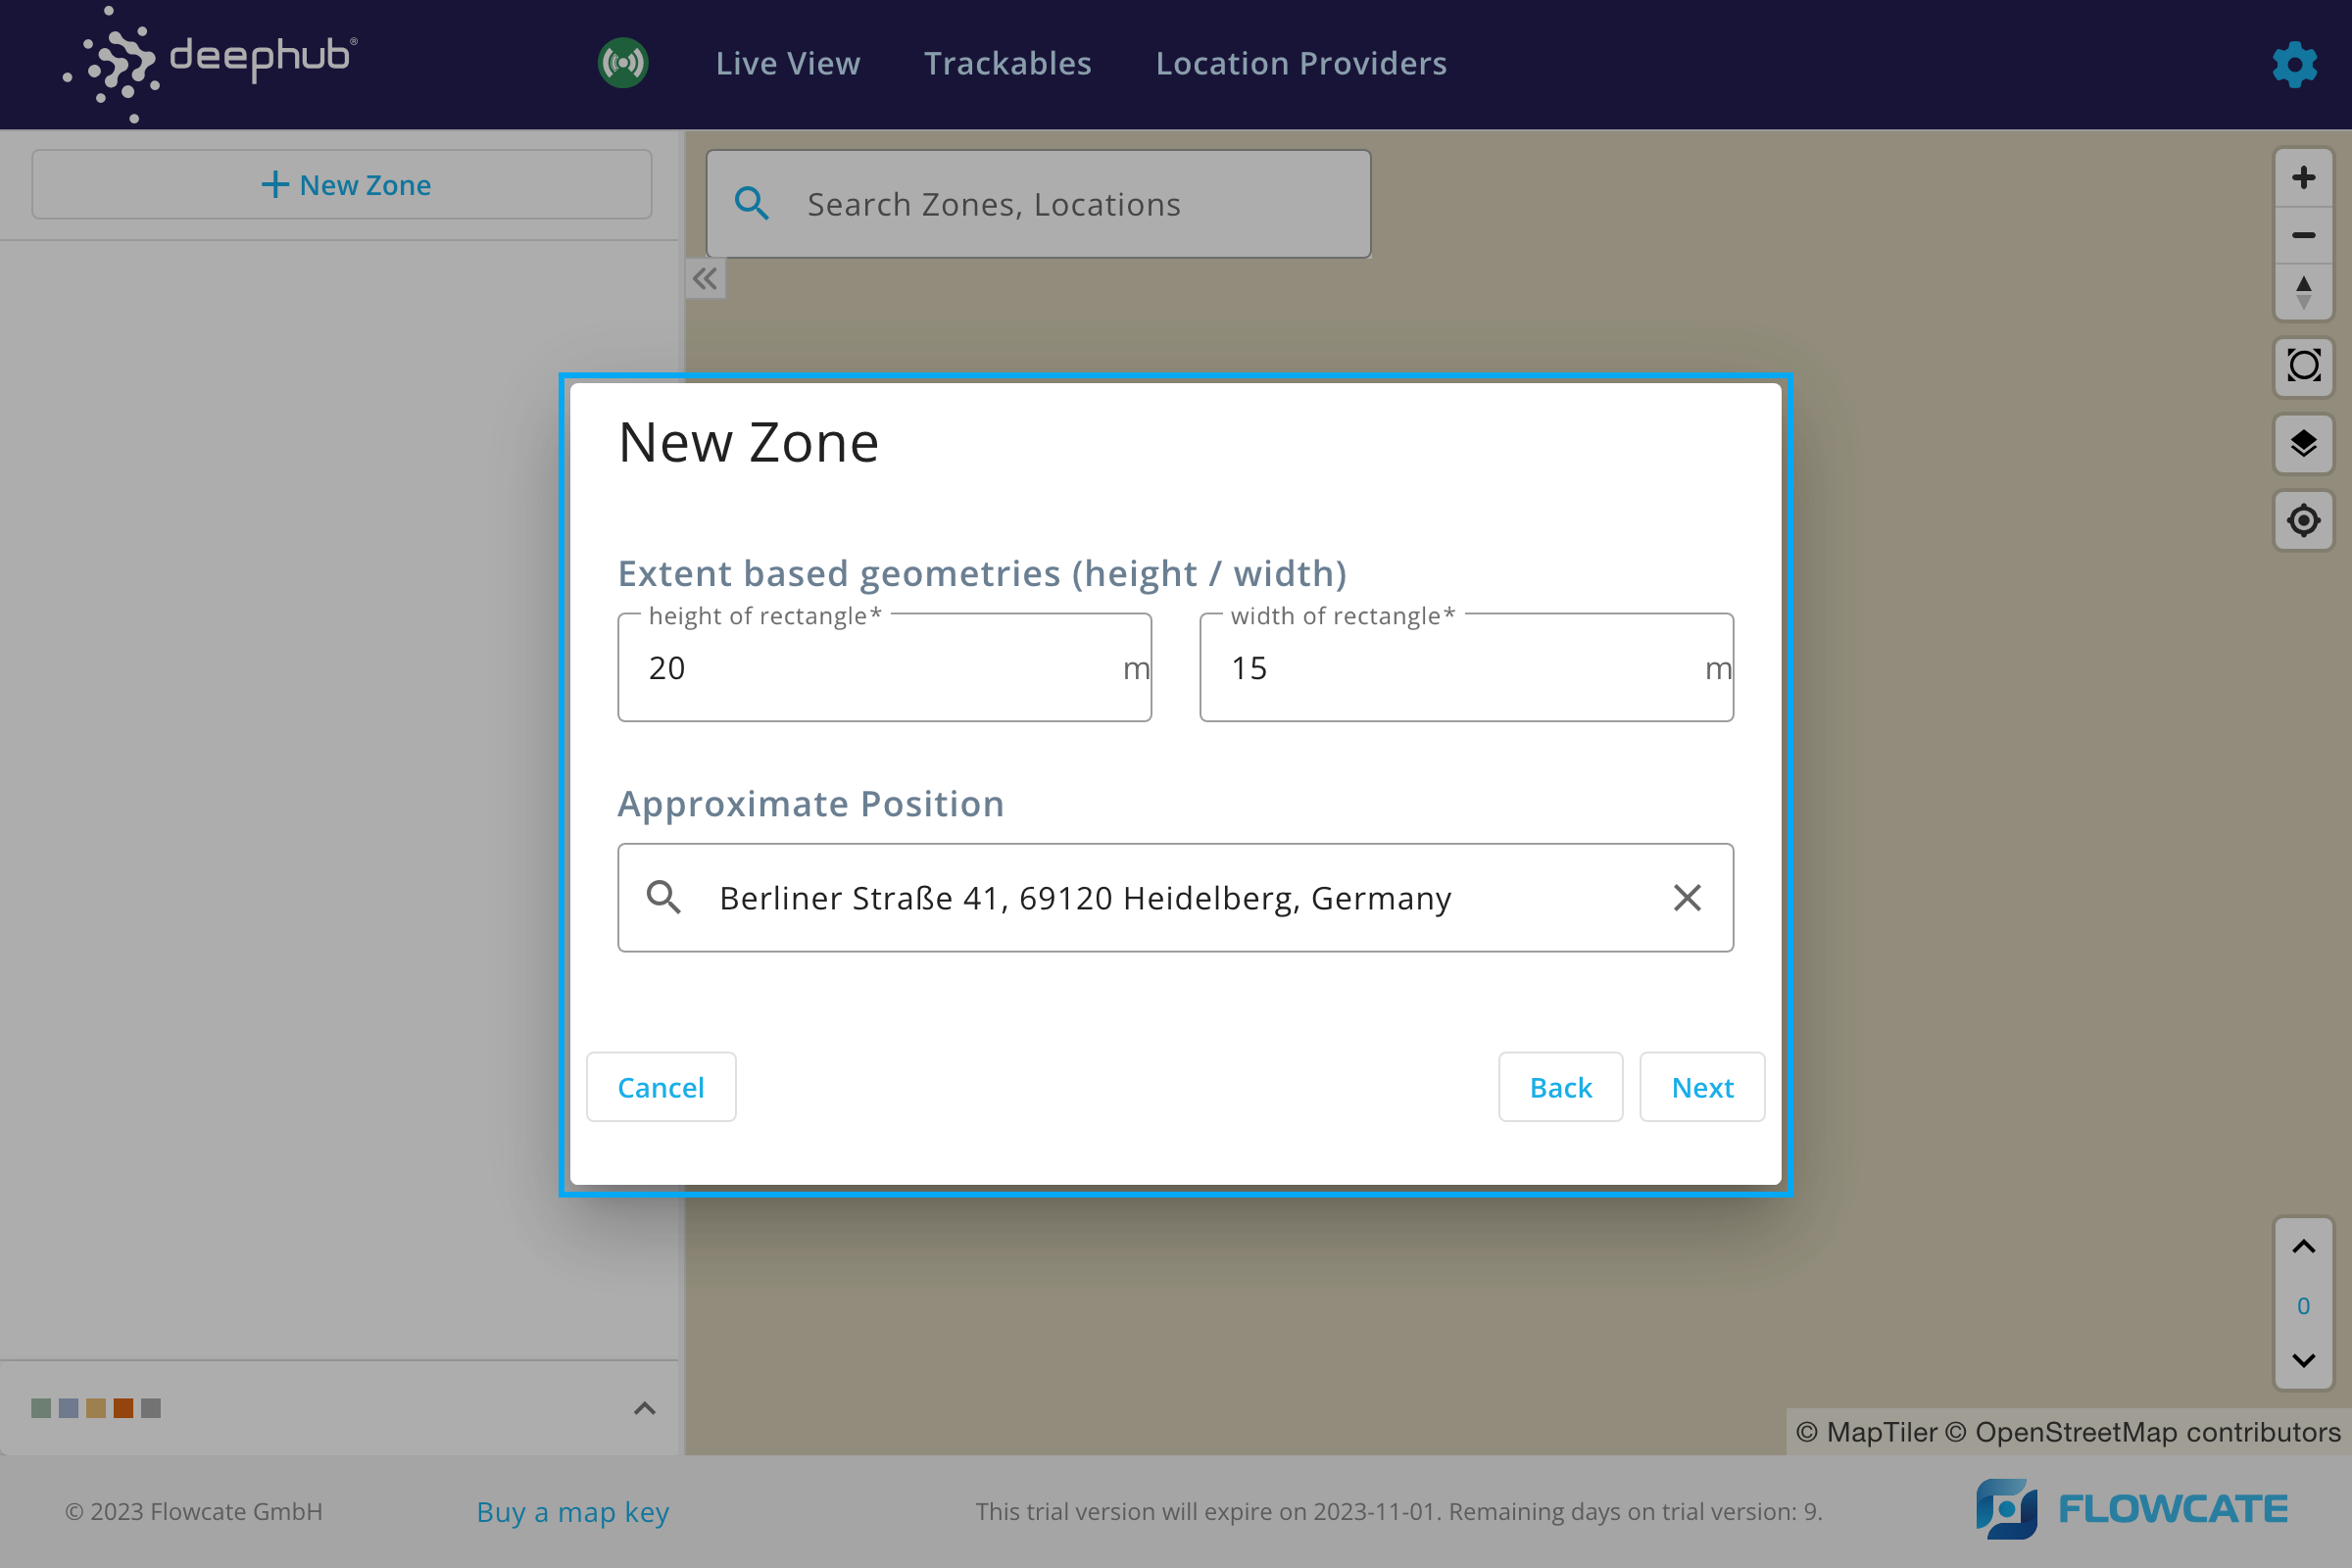 deephub®
Live View Trackables Location Providers
New Zone
Search Zones, Locations
New Zone
Extent based geometries (height / width)
height of rectangle* width of rectangle*
20 m 15 m
Approximate Position
Berliner Straße 41, 69120 Heidelberg, Germany
Cancel Back Next
0
© MapTiler © OpenStreetMap contributors
© 2023 Flowcate GmbH Buy a map key This trial version will expire on 2023-11-01. Remaining days on trial version: 9. FLOWCATE